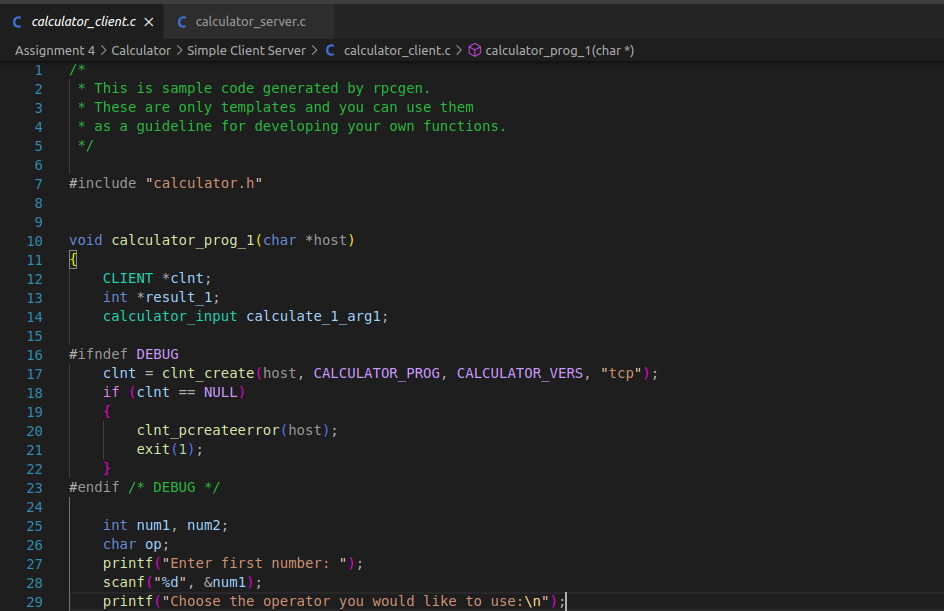 C calculator_client.c × C calculator_server.c
Assignment 4 > Calculator > Simple Client Server > C calculator_client.c > calculator_prog_1(char *)
1 /*
2  * This is sample code generated by rpcgen.
3  * These are only templates and you can use them
4  * as a guideline for developing your own functions.
5  */
6
7 #include "calculator.h"
8
9
10 void calculator_prog_1(char *host)
11 {
12     CLIENT *clnt;
13     int *result_1;
14     calculator_input calculate_1_arg1;
15
16 #ifndef DEBUG
17     clnt = clnt_create(host, CALCULATOR_PROG, CALCULATOR_VERS, "tcp");
18     if (clnt == NULL)
19     {
20         clnt_pcreateerror(host);
21         exit(1);
22     }
23 #endif /* DEBUG */
24
25     int num1, num2;
26     char op;
27     printf("Enter first number: ");
28     scanf("%d", &num1);
29     printf("Choose the operator you would like to use:\n");